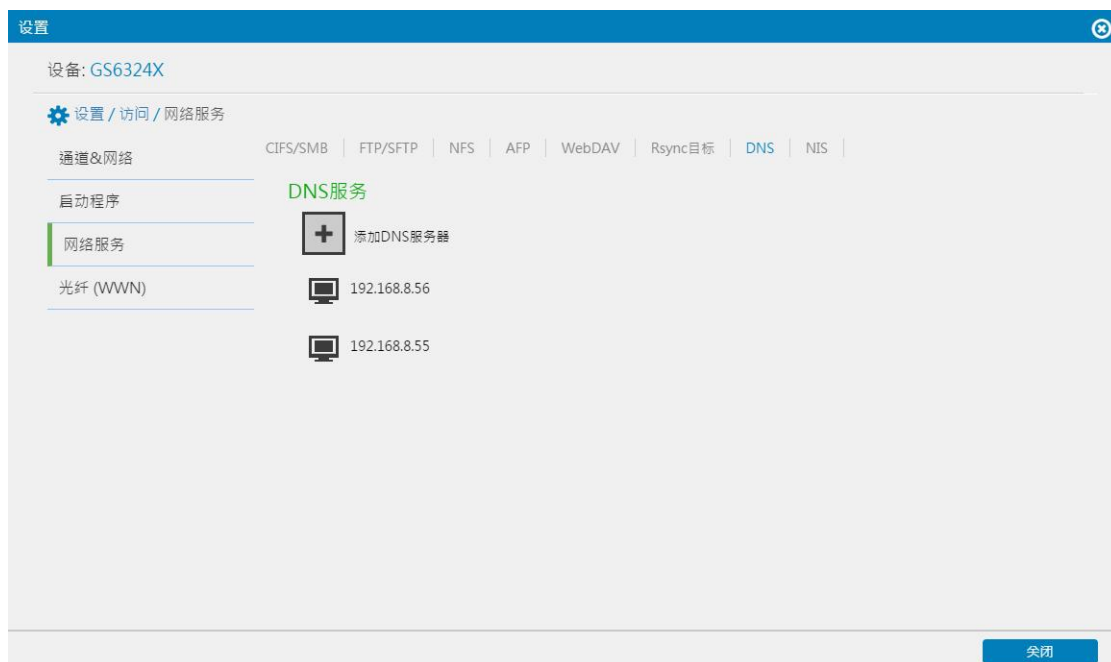 设置
设备: GS6324X
设置 / 访问 / 网络服务
通道&网络
启动程序
网络服务
光纤 (WWN)
CIFS/SMB | FTP/SFTP | NFS | AFP | WebDAV | Rsync目标 | DNS | NIS |
DNS服务
添加DNS服务器
192.168.8.56
192.168.8.55
关闭